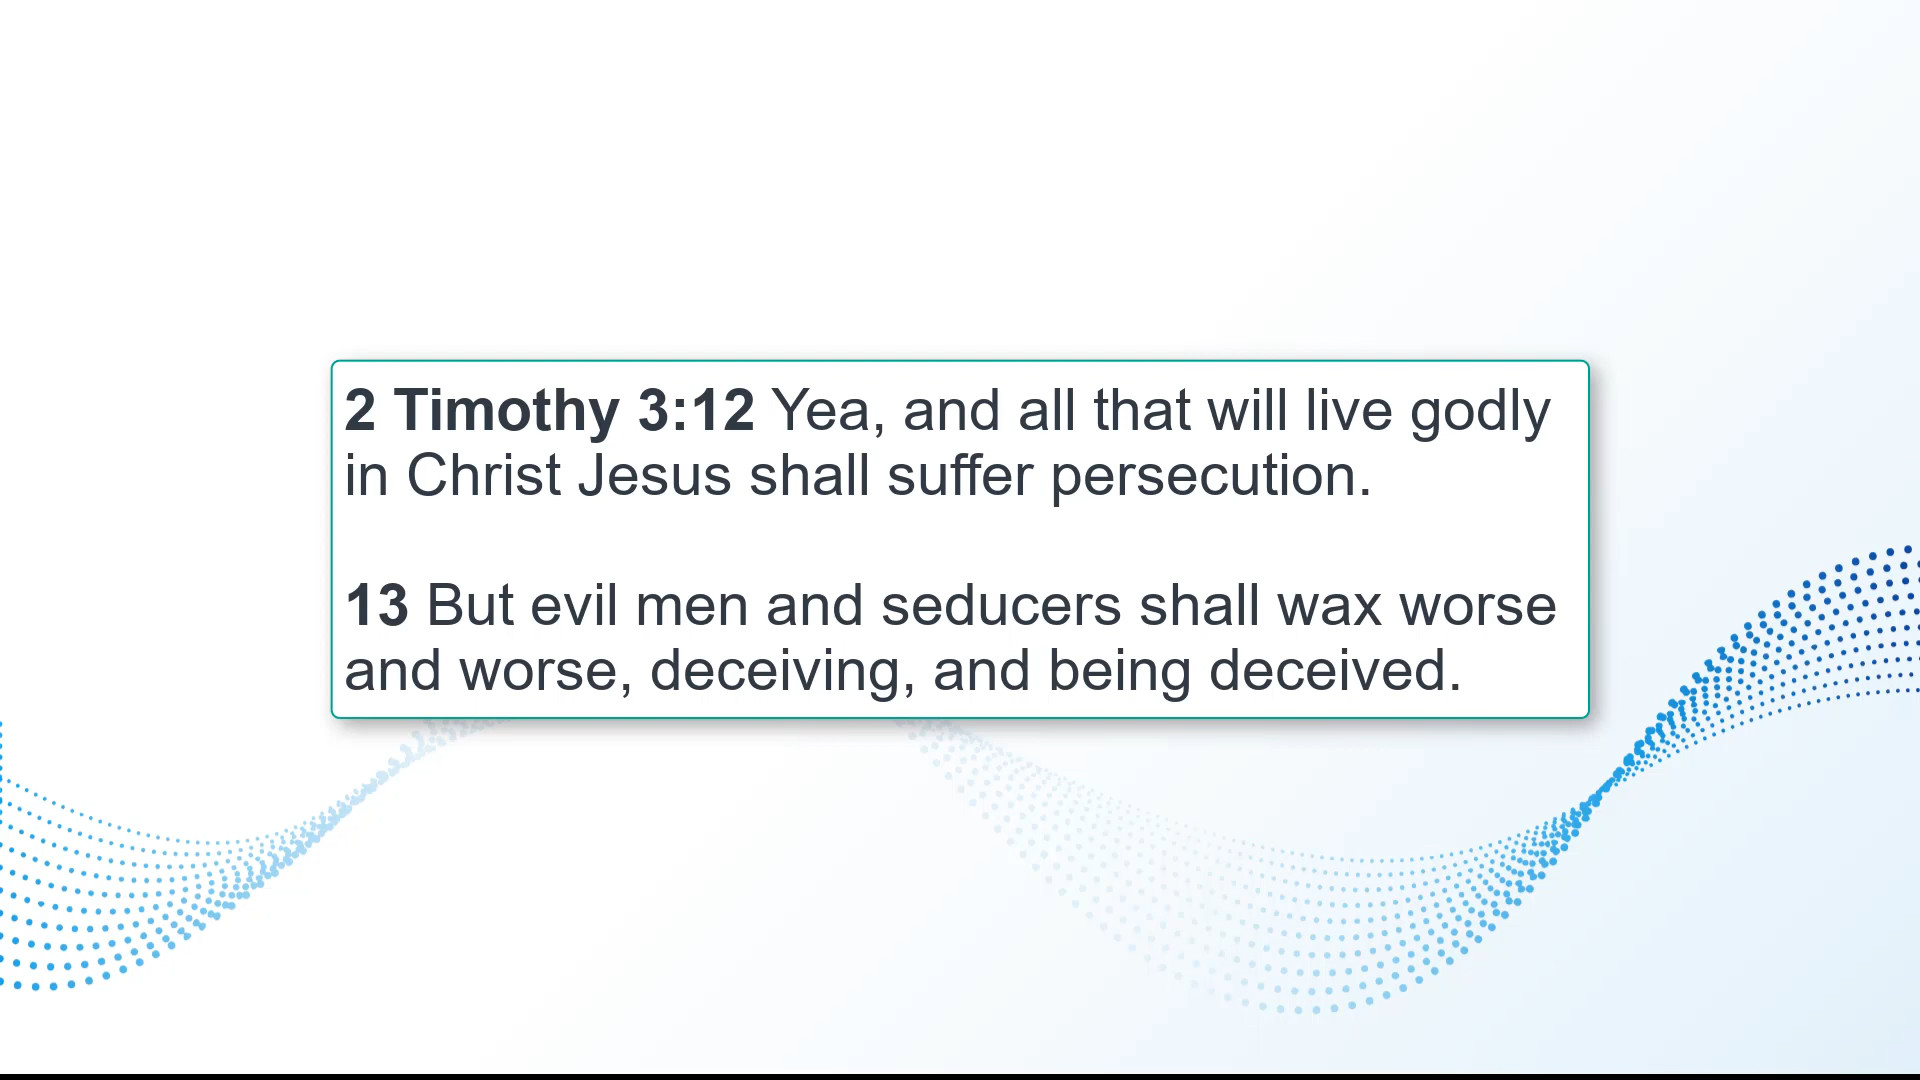 2 Timothy 3:12 Yea, and all that will live godly
in Christ Jesus shall suffer persecution.
13 But evil men and seducers shall wax worse
and worse, deceiving, and being deceived.